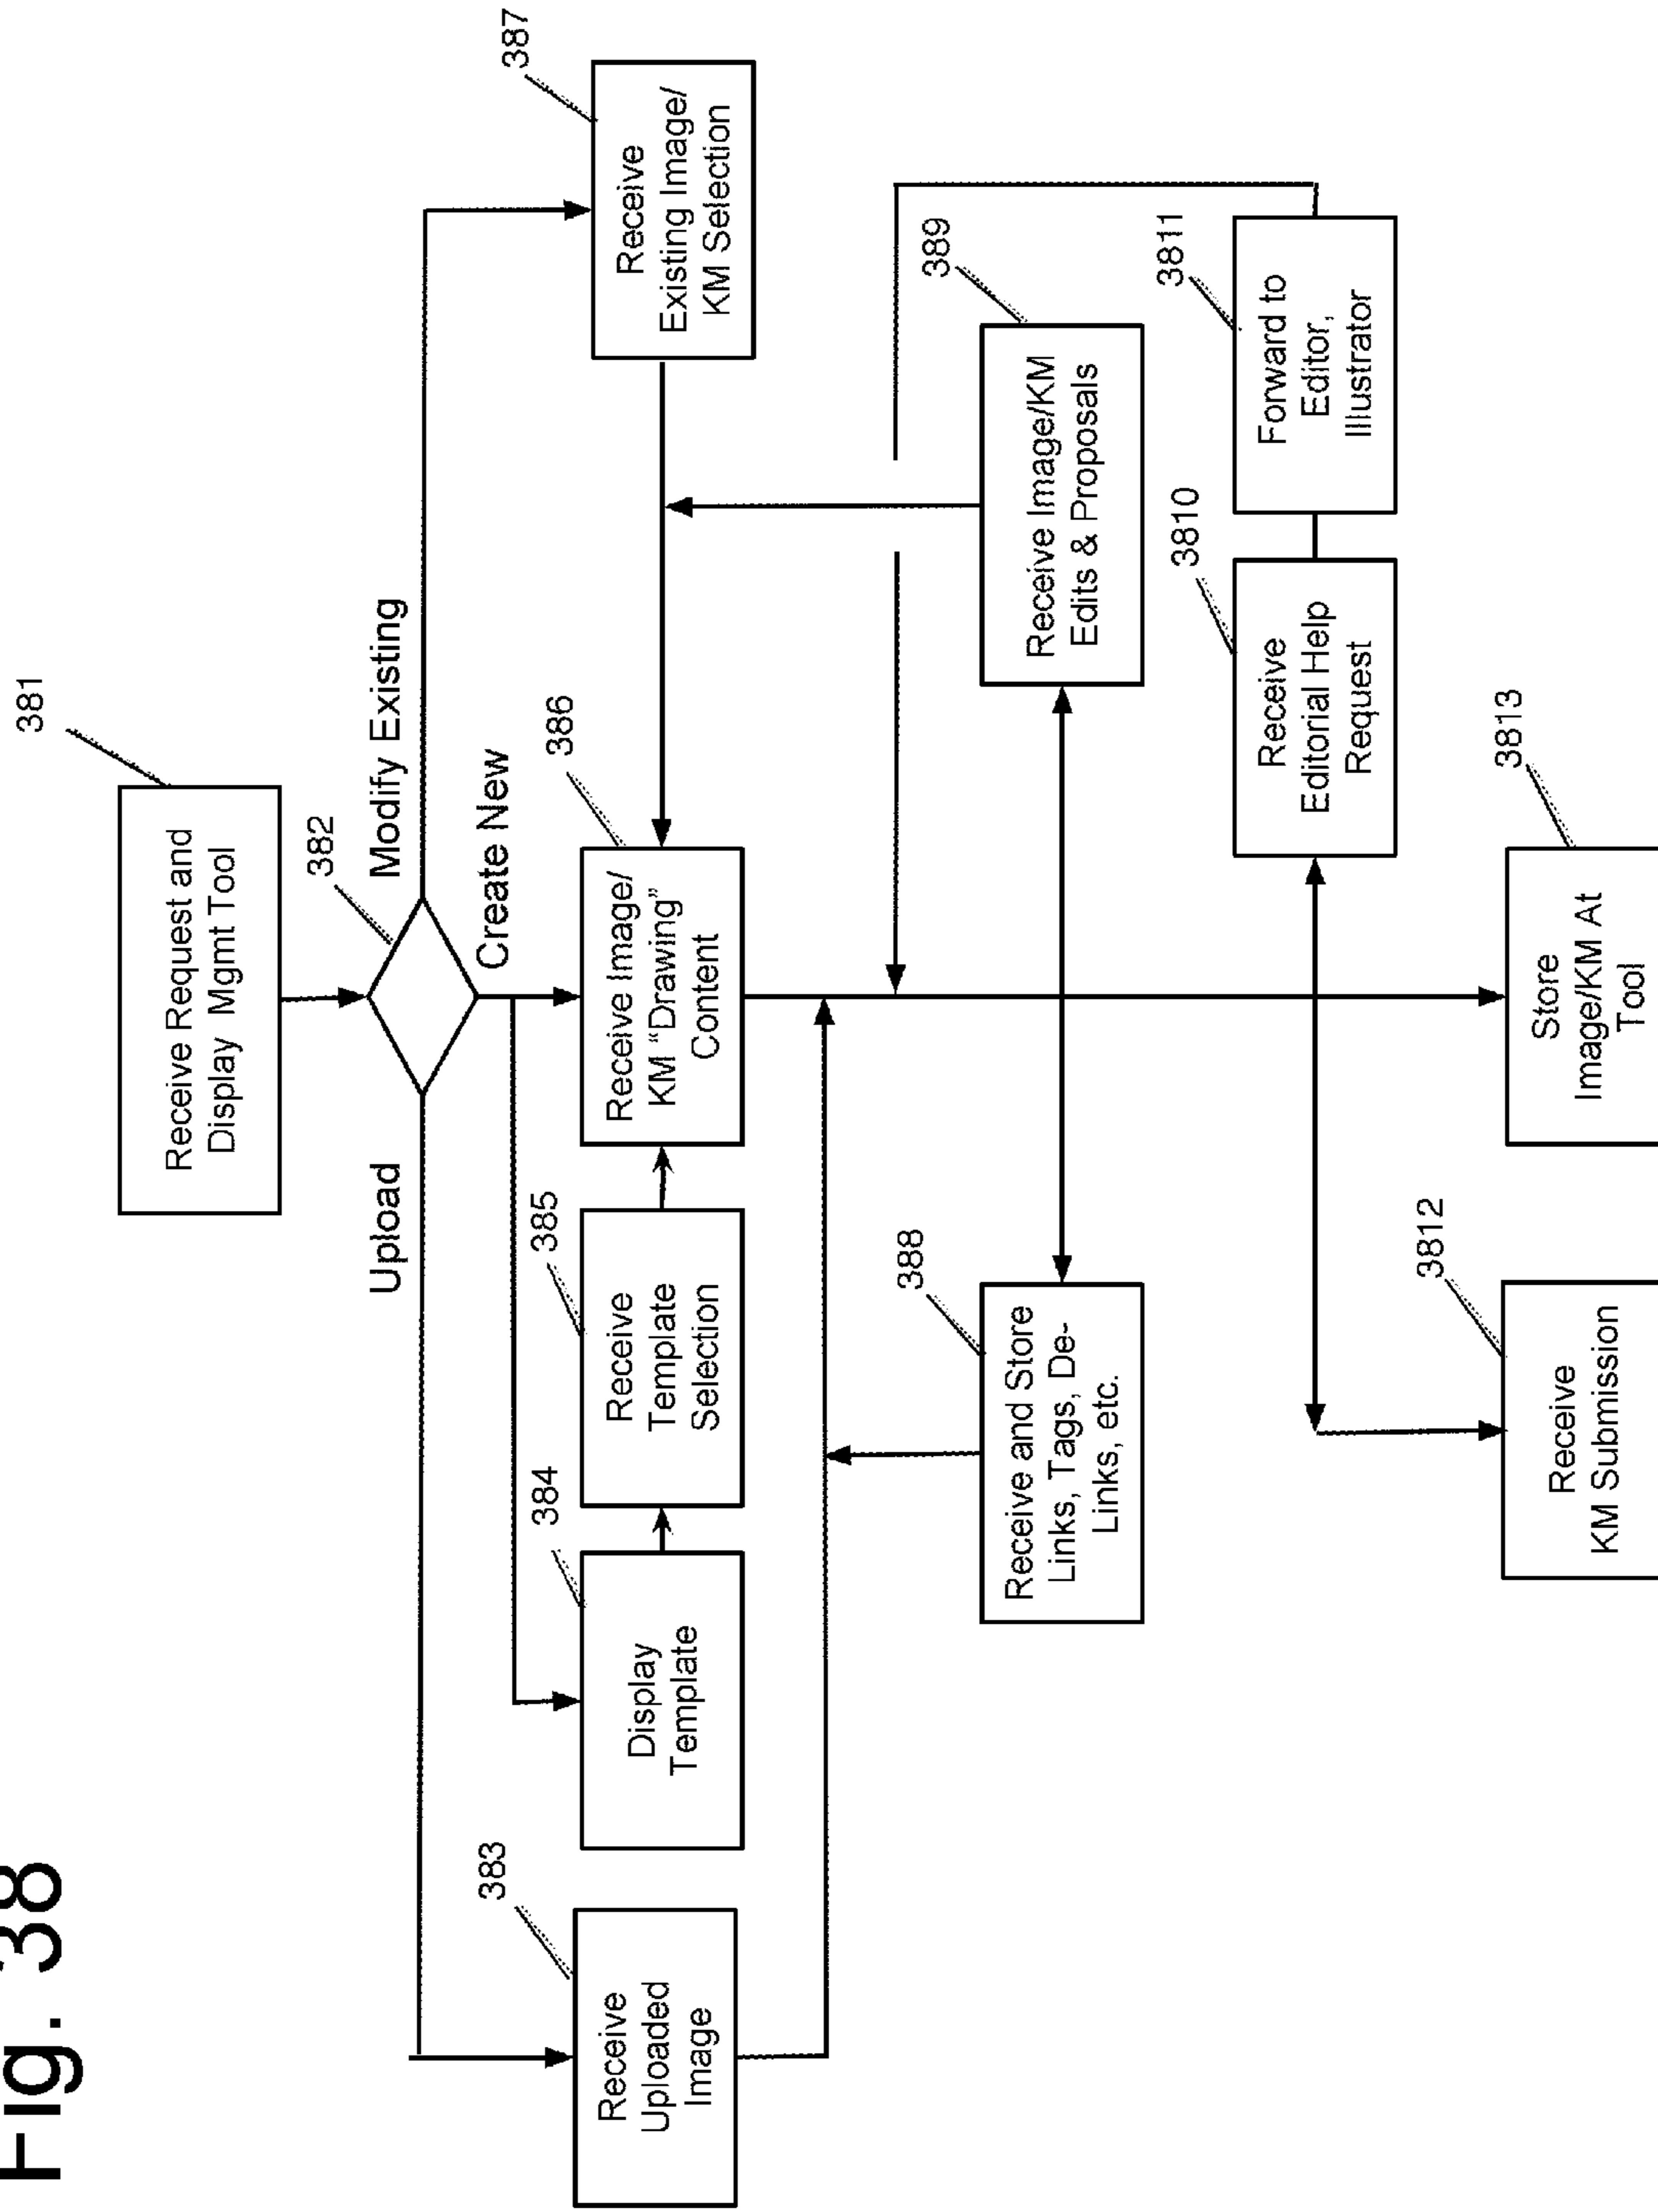 Fig. 38
381
Receive Request and
Display Mgmt Tool
382
Upload
Modify Existing
Create New
383
Receive
Uploaded
Image
384
Display
Template
385
Receive
Template
Selection
386
Receive Image/
KM “Drawing”
Content
387
Receive
Existing Image/
KM Selection
388
Receive and Store
Links, Tags, De-
Links, etc.
389
Receive Image/KM
Edits & Proposals
3810
Receive
Editorial Help
Request
3811
Forward to
Editor,
Illustrator
3812
Receive
KM Submission
3813
Store
Image/KM At
Tool